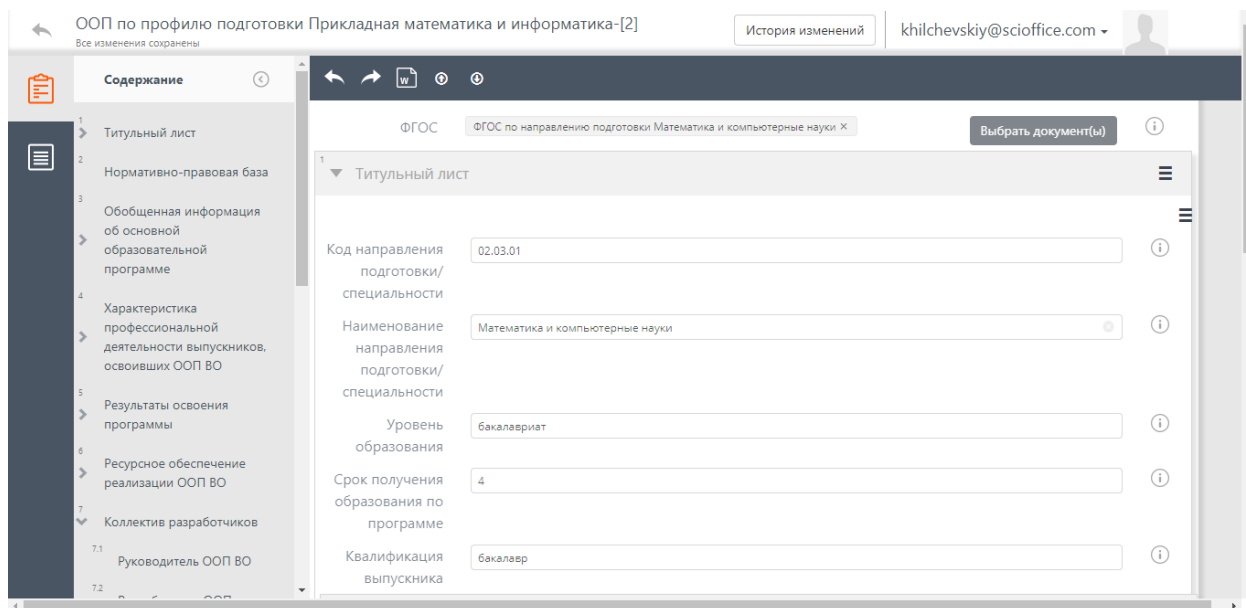 ООП по профилю подготовки Прикладная математика и информатика-[2]
Все изменения сохранены
История изменений
khilchevskiy@scioffice.com
Содержание
1
Титульный лист
2
Нормативно-правовая база
3
Обобщенная информация
об основной
образовательной
программе
4
Характеристика
профессиональной
деятельности выпускников,
освоивших ООП ВО
5
Результаты освоения
программы
6
Ресурсное обеспечение
реализации ООП ВО
7
Коллектив разработчиков
7.1
Руководитель ООП ВО
7.2
W
ФГОС
ФГОС по направлению подготовки Математика и компьютерные науки ×
Выбрать документ(ы)
1
Титульный лист
Код направления
подготовки/
специальности
02.03.01
Наименование
направления
подготовки/
специальности
Математика и компьютерные науки
Уровень
образования
бакалавриат
Срок получения
образования по
программе
4
Квалификация
выпускника
бакалавр